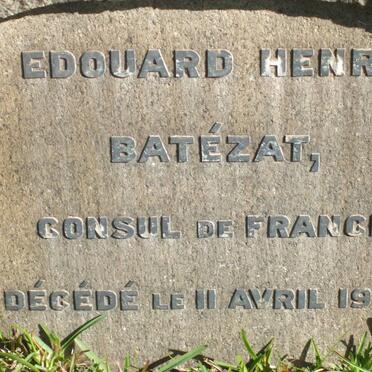 EDOUARD HENR
BATÉZAT,
CONSUL DE FRANC
DÉCÉDÉ LE 11 AVRIL 19